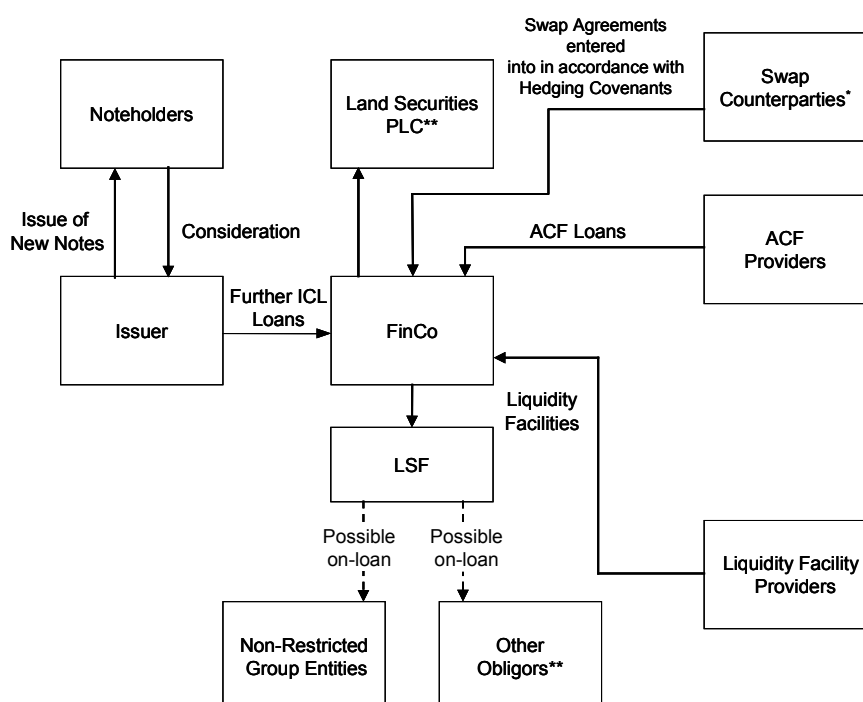 Swap Agreements
entered
into in accordance with
Hedging Covenants
Noteholders
Land Securities
PLC**
Swap
Counterparties*
Issue of
New Notes
Consideration
ACF Loans
ACF
Providers
Issuer
Further ICL
Loans
FinCo
Liquidity
Facilities
LSF
Possible
on-loan
Possible
on-loan
Liquidity Facility
Providers
Non-Restricted
Group Entities
Other
Obligors**